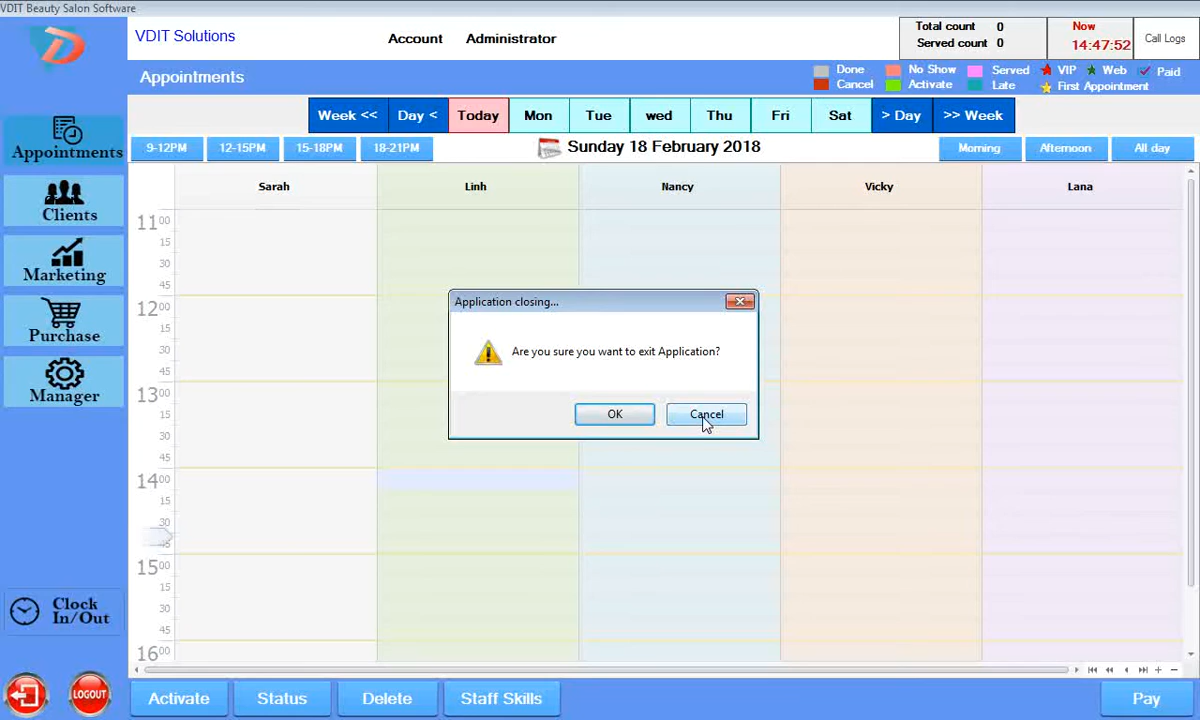 VDIT Beauty Salon Software
VDIT Solutions
Account
Administrator
Total count 0
Served count 0
Now
14:47:52
Call Logs
Appointments
Done
No Show
Served
VIP
Web
Paid
Cancel
Activate
Late
First Appointment
Week <<
Day <
Today
Mon
Tue
wed
Thu
Fri
Sat
> Day
>> Week
9-12PM
12-15PM
15-18PM
18-21PM
Sunday 18 February 2018
Morning
Afternoon
All day
Appointments
Clients
Marketing
Purchase
Manager
Clock
In/Out
LOGOUT
Sarah
Linh
Nancy
Vicky
Lana
11 00
15
30
45
12 00
15
30
45
13 00
15
30
45
14 00
15
30
45
15 00
15
30
45
16 00
Application closing...
Are you sure you want to exit Application?
OK
Cancel
Activate
Status
Delete
Staff Skills
Pay